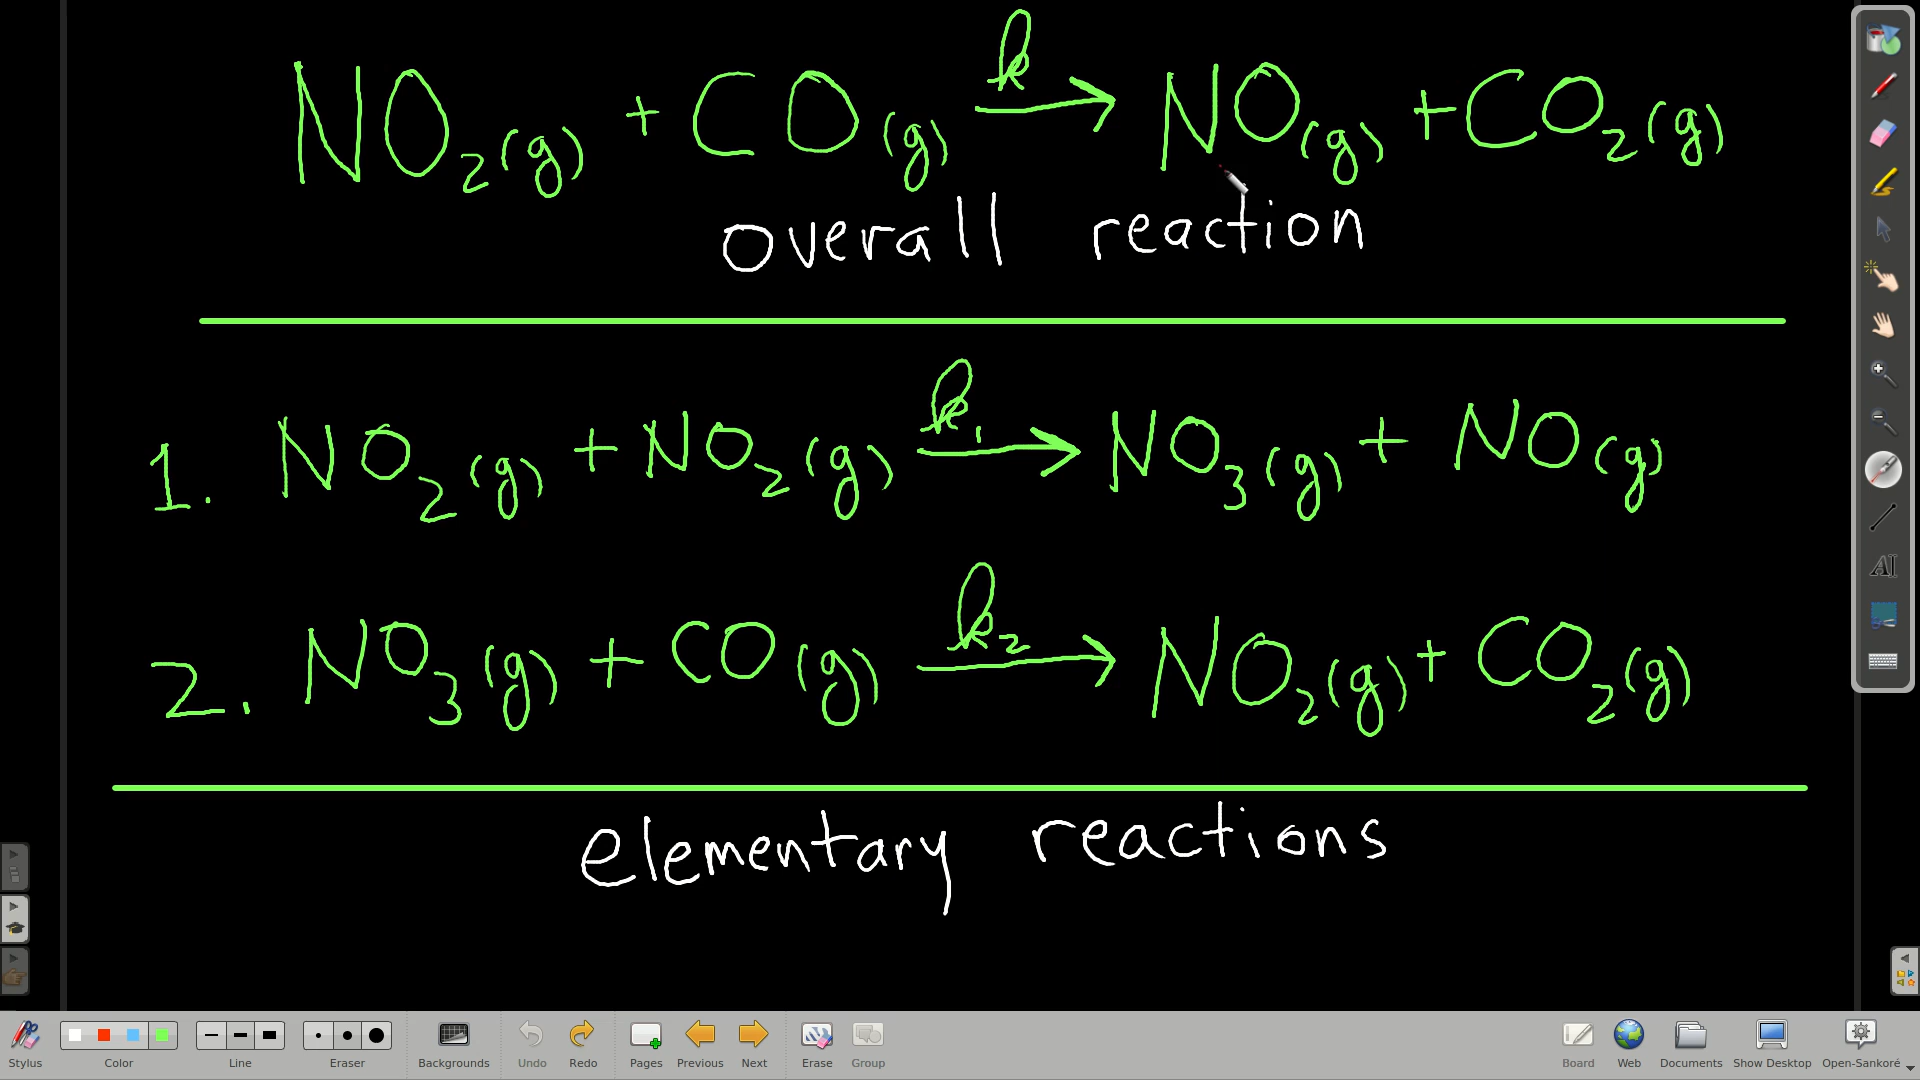 NO₂(g) + CO(g) →k NO(g) + CO₂(g)
overall reaction
1. NO₂(g) + NO₂(g) →k₁ NO₃(g) + NO(g)
2. NO₃(g) + CO(g) →k₂ NO₂(g) + CO₂(g)
elementary reactions
AI
Stylus Color Line Eraser Backgrounds Undo Redo Pages Previous Next Erase Group Board Web Documents Show Desktop Open-Sankoré